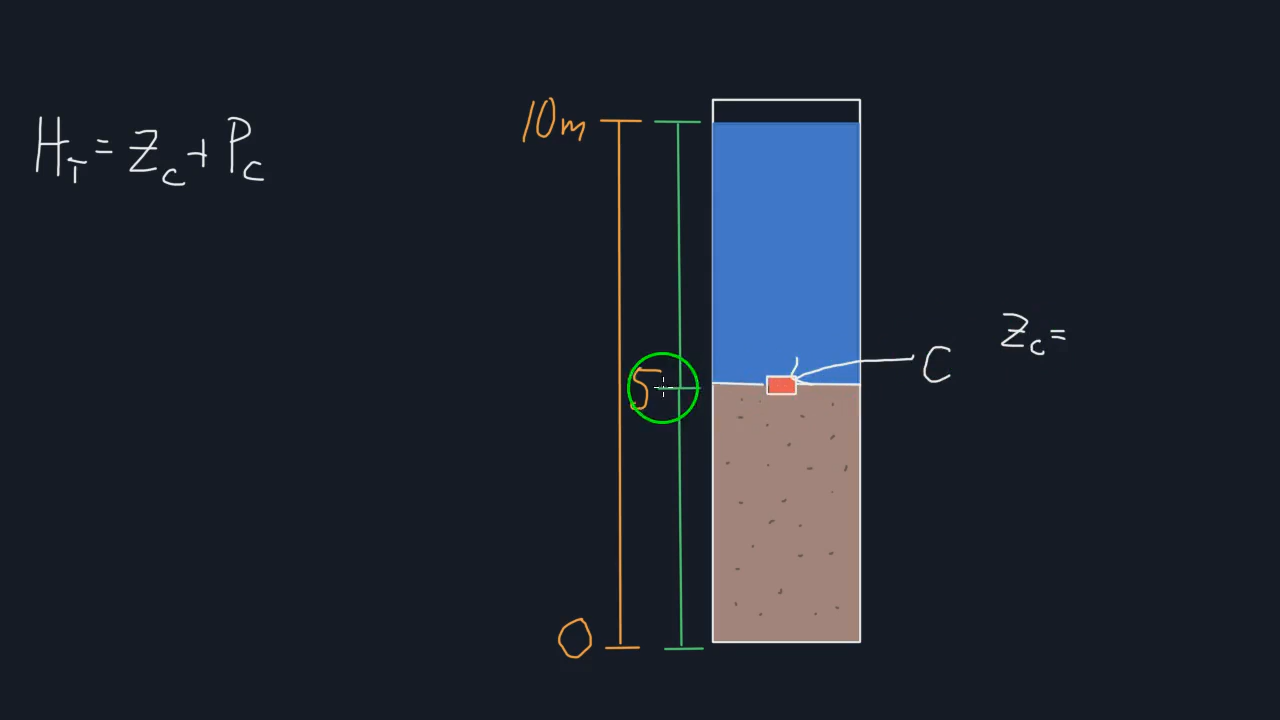 10m
H_T = Z_C + P_C
Z_C =
C
5
0